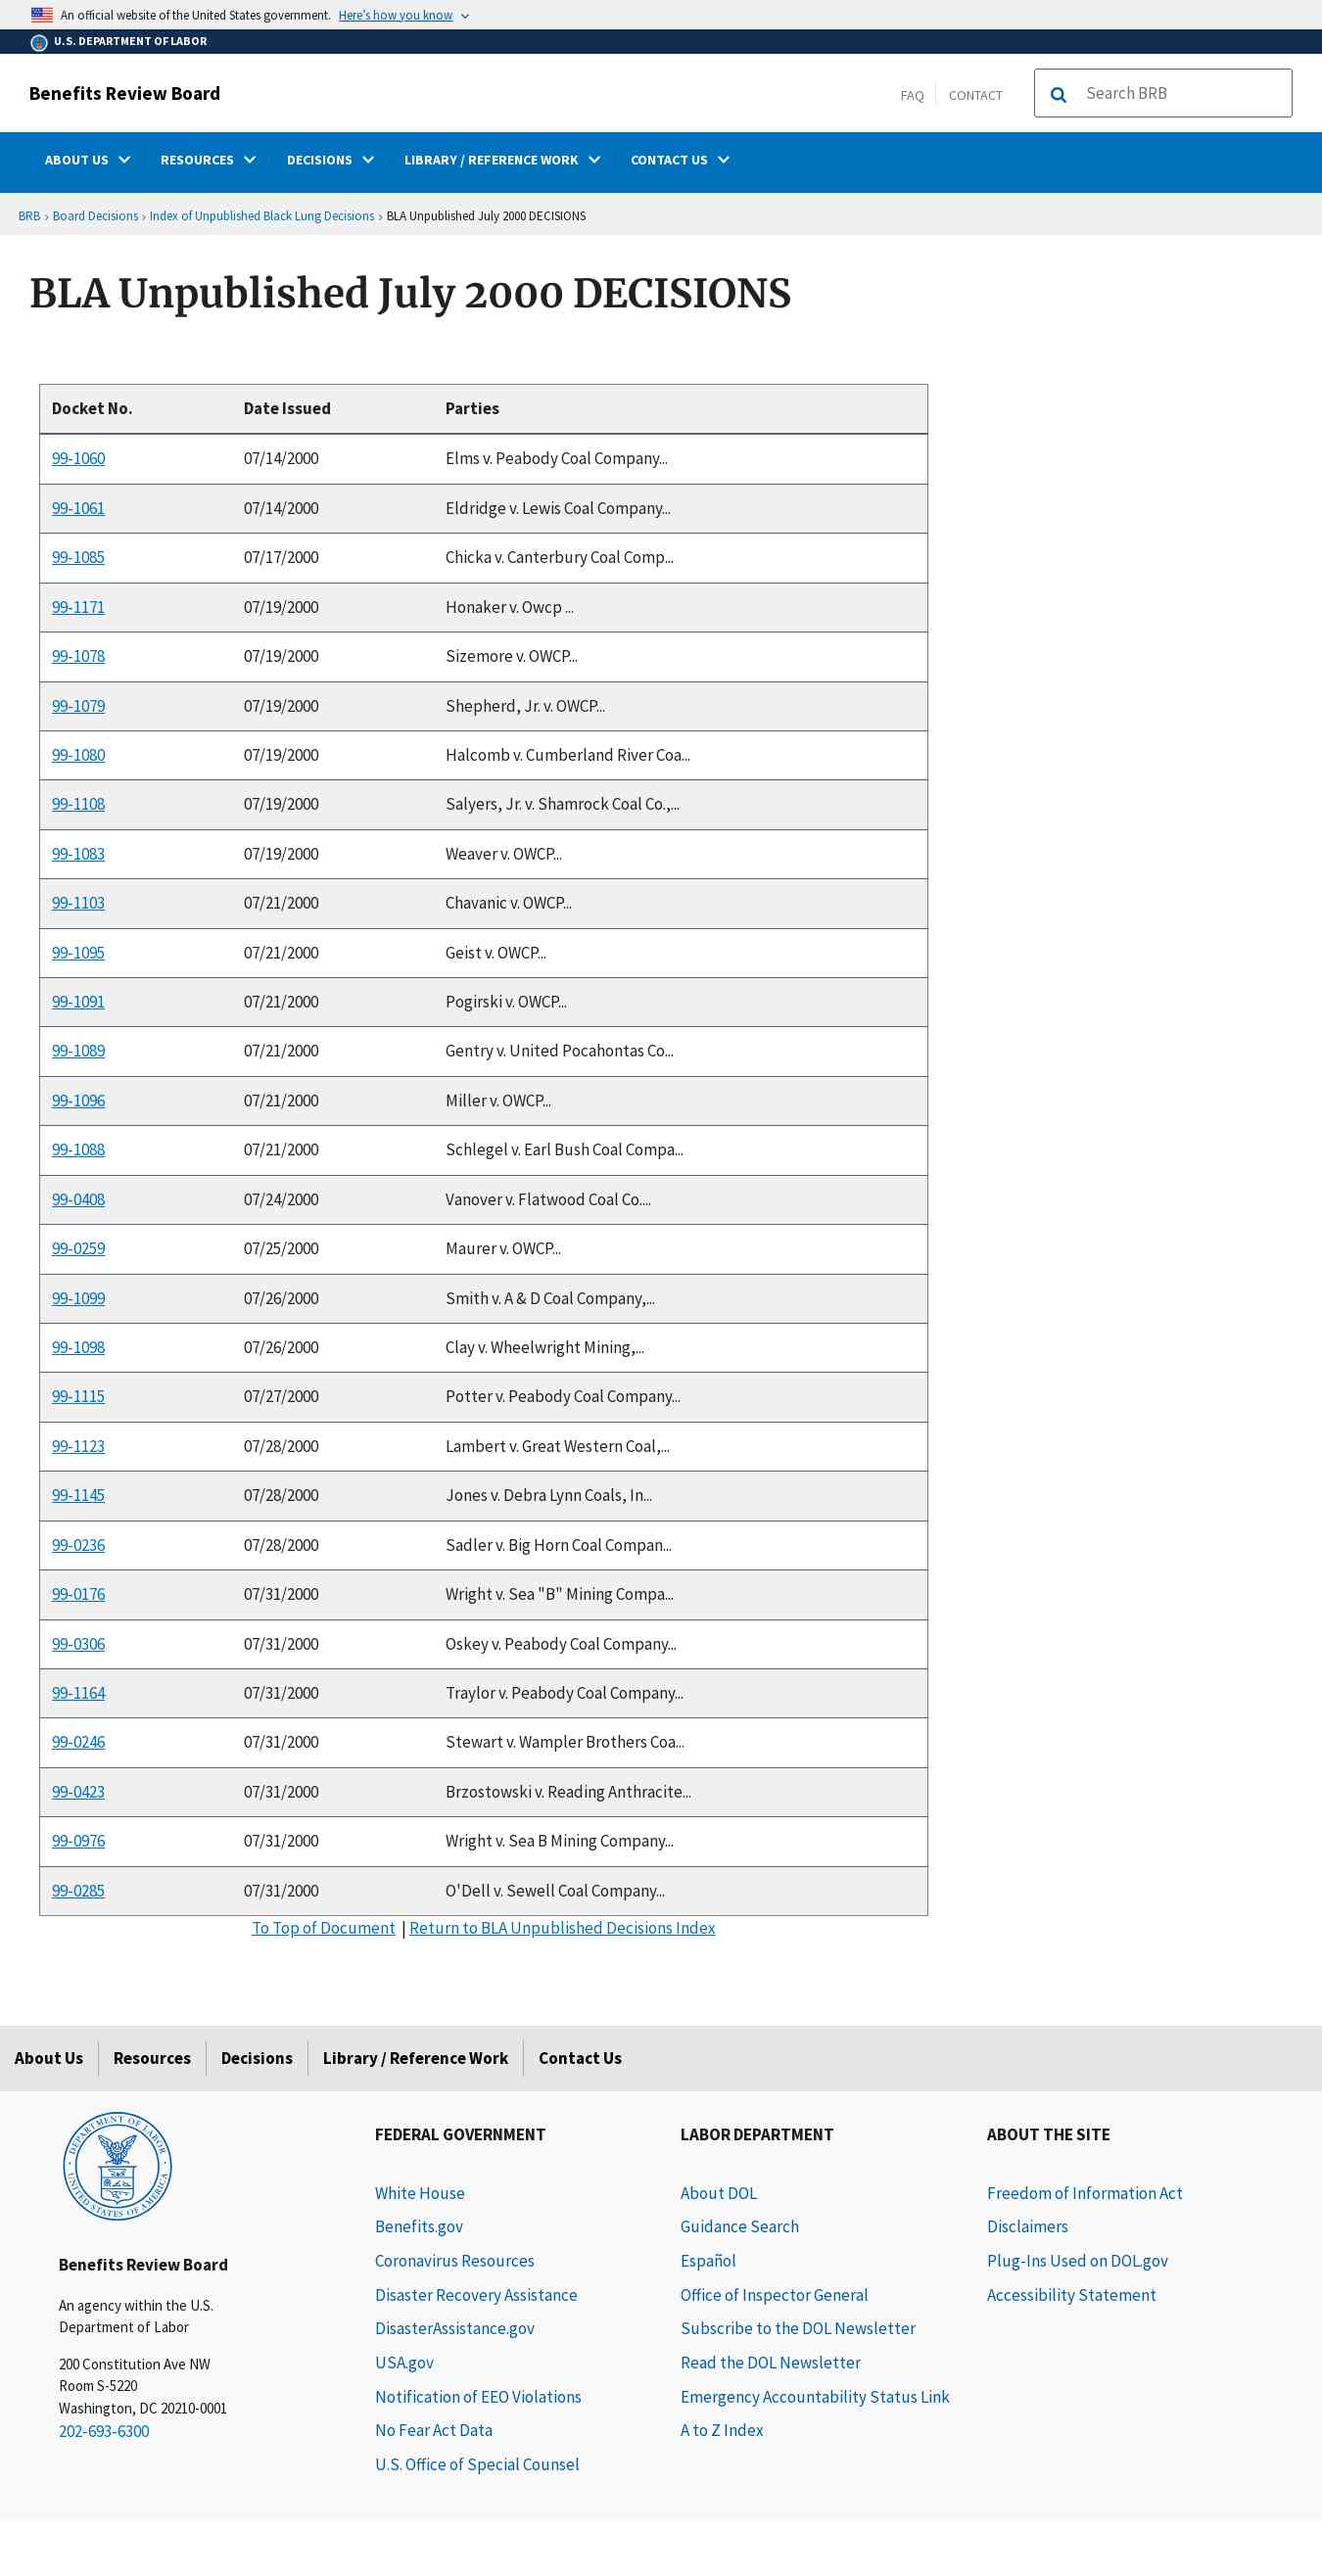 An official website of the United States government. Here’s how you know
U.S. DEPARTMENT OF LABOR
Benefits Review Board
FAQ CONTACT Search BRB
ABOUT US RESOURCES DECISIONS LIBRARY / REFERENCE WORK CONTACT US
BRB › Board Decisions › Index of Unpublished Black Lung Decisions › BLA Unpublished July 2000 DECISIONS
BLA Unpublished July 2000 DECISIONS
Docket No. Date Issued Parties
99-1060 07/14/2000 Elms v. Peabody Coal Company...
99-1061 07/14/2000 Eldridge v. Lewis Coal Company...
99-1085 07/17/2000 Chicka v. Canterbury Coal Comp...
99-1171 07/19/2000 Honaker v. Owcp ...
99-1078 07/19/2000 Sizemore v. OWCP...
99-1079 07/19/2000 Shepherd, Jr. v. OWCP...
99-1080 07/19/2000 Halcomb v. Cumberland River Coa...
99-1108 07/19/2000 Salyers, Jr. v. Shamrock Coal Co.,...
99-1083 07/19/2000 Weaver v. OWCP...
99-1103 07/21/2000 Chavanic v. OWCP...
99-1095 07/21/2000 Geist v. OWCP...
99-1091 07/21/2000 Pogirski v. OWCP...
99-1089 07/21/2000 Gentry v. United Pocahontas Co...
99-1096 07/21/2000 Miller v. OWCP...
99-1088 07/21/2000 Schlegel v. Earl Bush Coal Compa...
99-0408 07/24/2000 Vanover v. Flatwood Coal Co....
99-0259 07/25/2000 Maurer v. OWCP...
99-1099 07/26/2000 Smith v. A & D Coal Company,...
99-1098 07/26/2000 Clay v. Wheelwright Mining,...
99-1115 07/27/2000 Potter v. Peabody Coal Company...
99-1123 07/28/2000 Lambert v. Great Western Coal,...
99-1145 07/28/2000 Jones v. Debra Lynn Coals, In...
99-0236 07/28/2000 Sadler v. Big Horn Coal Compan...
99-0176 07/31/2000 Wright v. Sea "B" Mining Compa...
99-0306 07/31/2000 Oskey v. Peabody Coal Company...
99-1164 07/31/2000 Traylor v. Peabody Coal Company...
99-0246 07/31/2000 Stewart v. Wampler Brothers Coa...
99-0423 07/31/2000 Brzostowski v. Reading Anthracite...
99-0976 07/31/2000 Wright v. Sea B Mining Company...
99-0285 07/31/2000 O'Dell v. Sewell Coal Company...
To Top of Document | Return to BLA Unpublished Decisions Index
About Us Resources Decisions Library / Reference Work Contact Us
DEPARTMENT OF LABOR
UNITED STATES OF AMERICA
Benefits Review Board
An agency within the U.S.
Department of Labor
200 Constitution Ave NW
Room S-5220
Washington, DC 20210-0001
202-693-6300
FEDERAL GOVERNMENT
White House
Benefits.gov
Coronavirus Resources
Disaster Recovery Assistance
DisasterAssistance.gov
USA.gov
Notification of EEO Violations
No Fear Act Data
U.S. Office of Special Counsel
LABOR DEPARTMENT
About DOL
Guidance Search
Español
Office of Inspector General
Subscribe to the DOL Newsletter
Read the DOL Newsletter
Emergency Accountability Status Link
A to Z Index
ABOUT THE SITE
Freedom of Information Act
Disclaimers
Plug-Ins Used on DOL.gov
Accessibility Statement